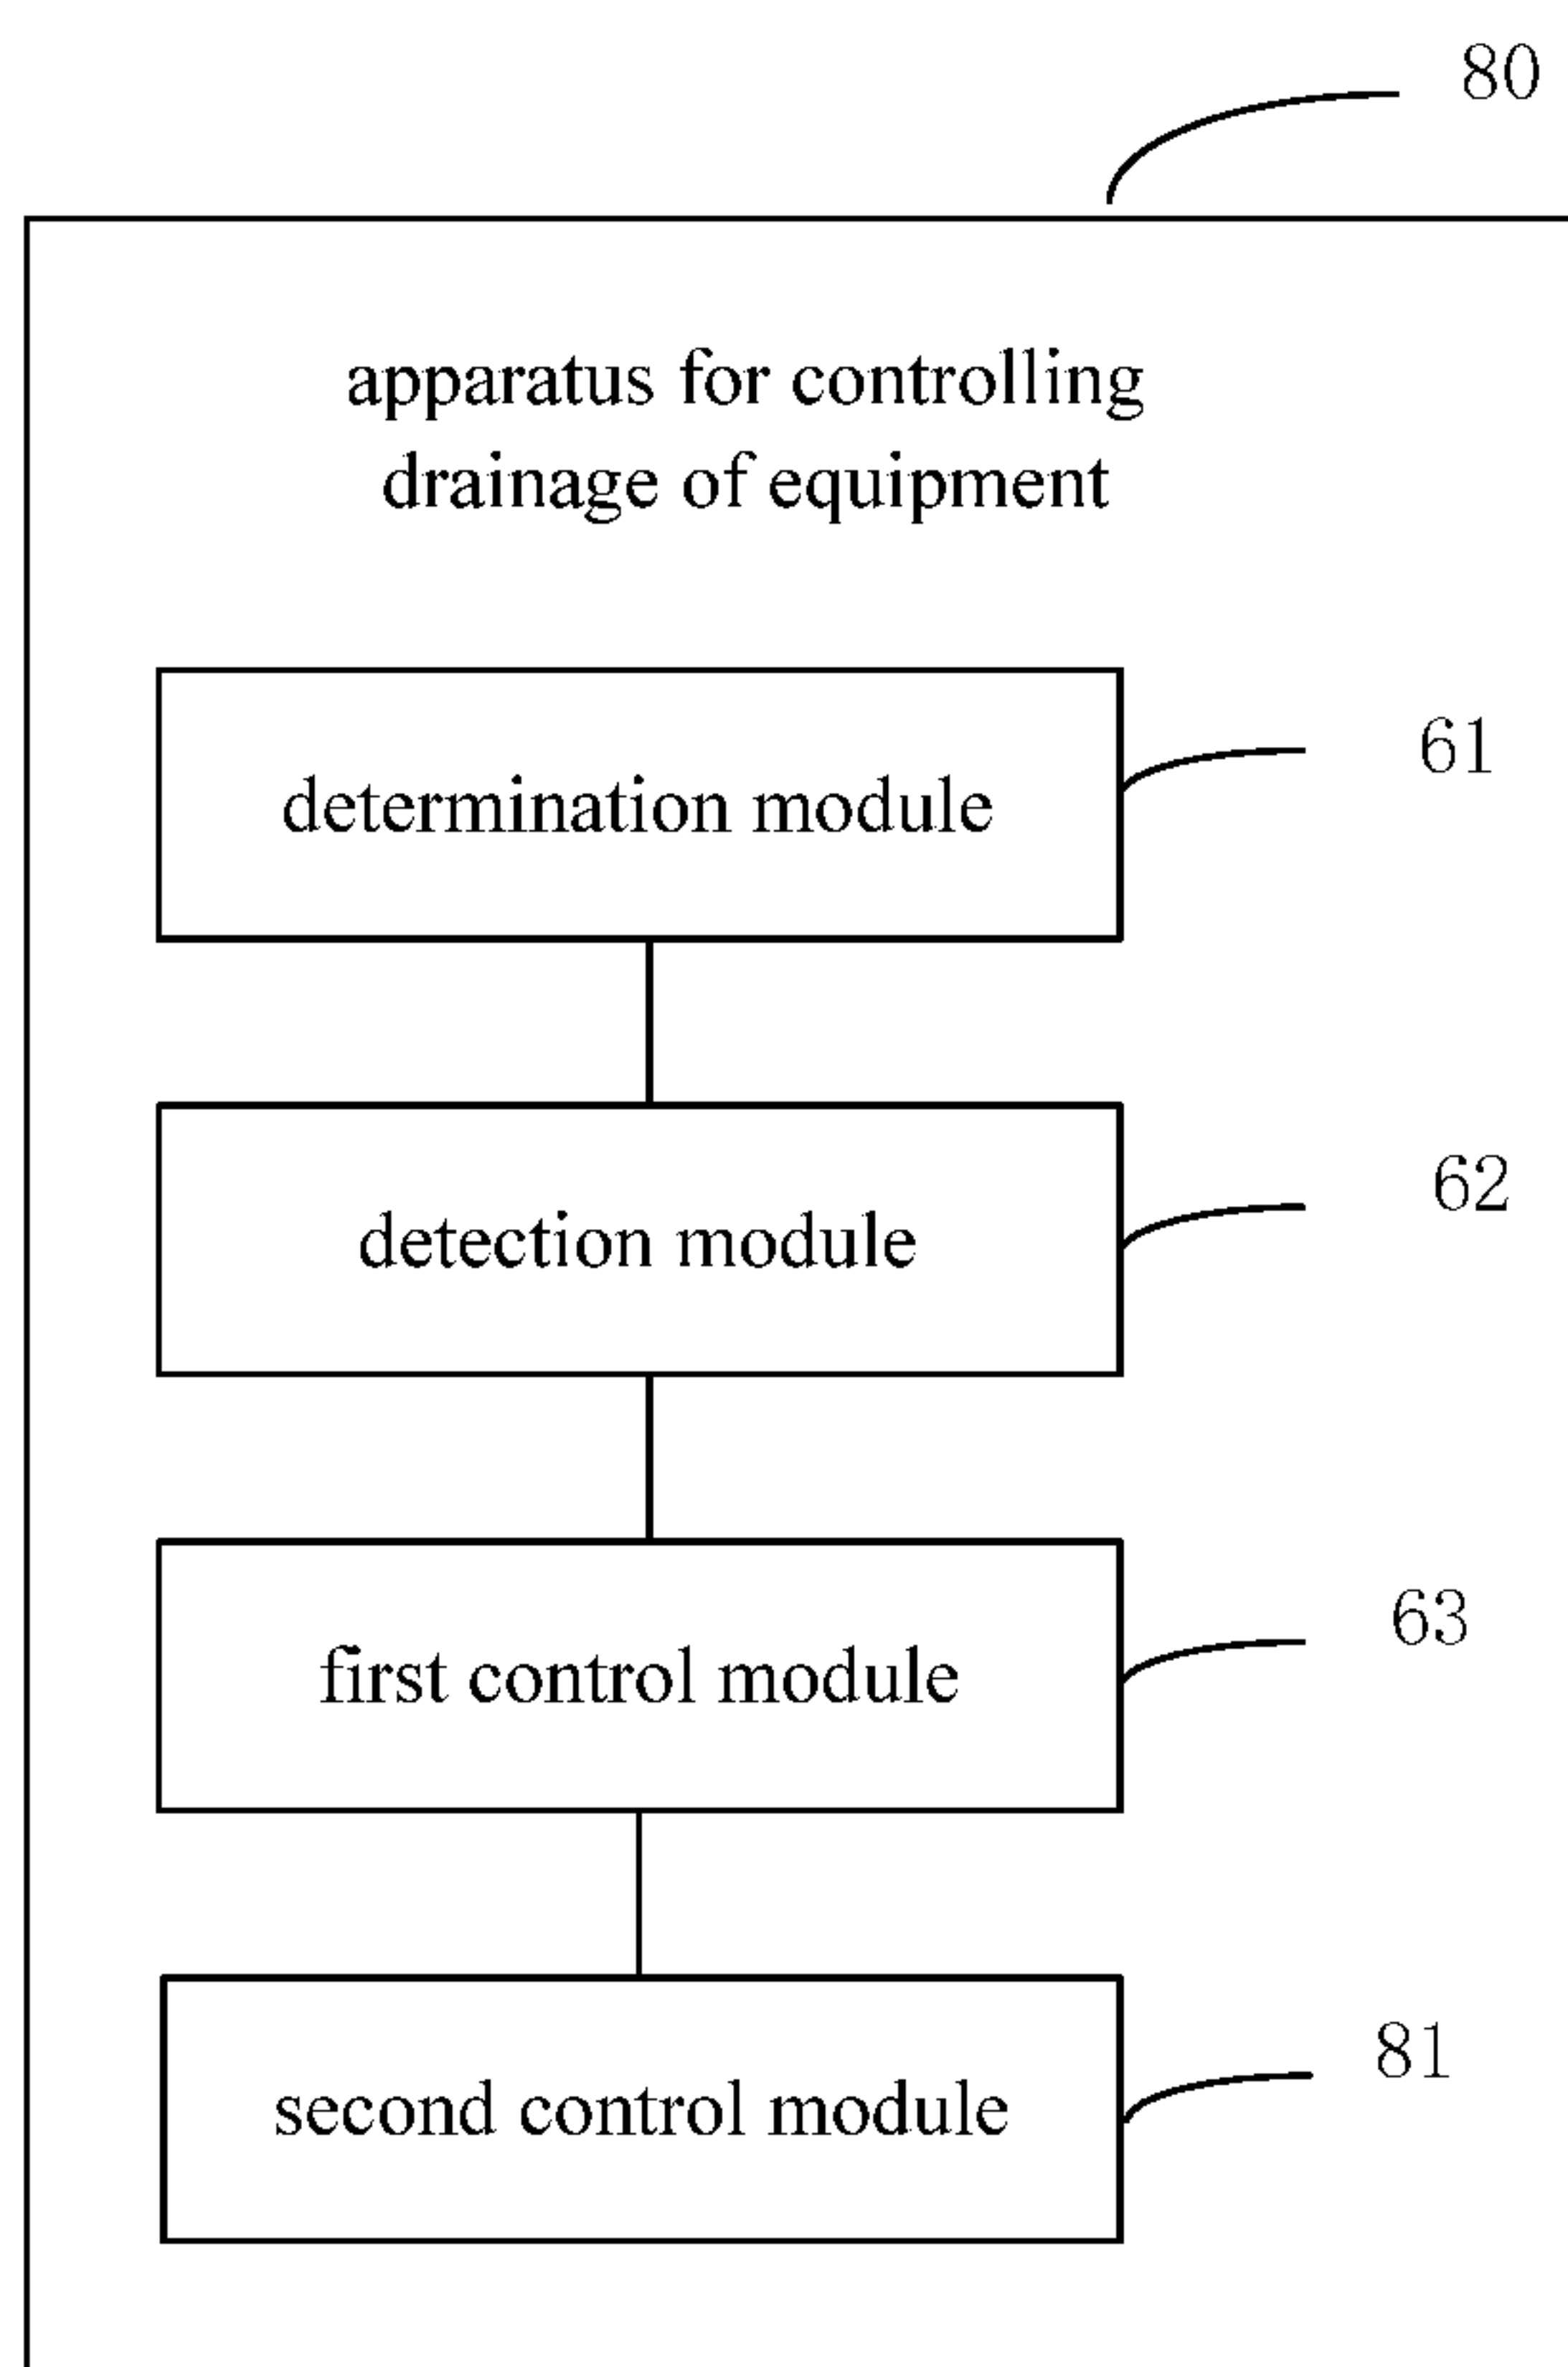 80
apparatus for controlling
drainage of equipment
determination module
61
detection module
62
first control module
63
second control module
81